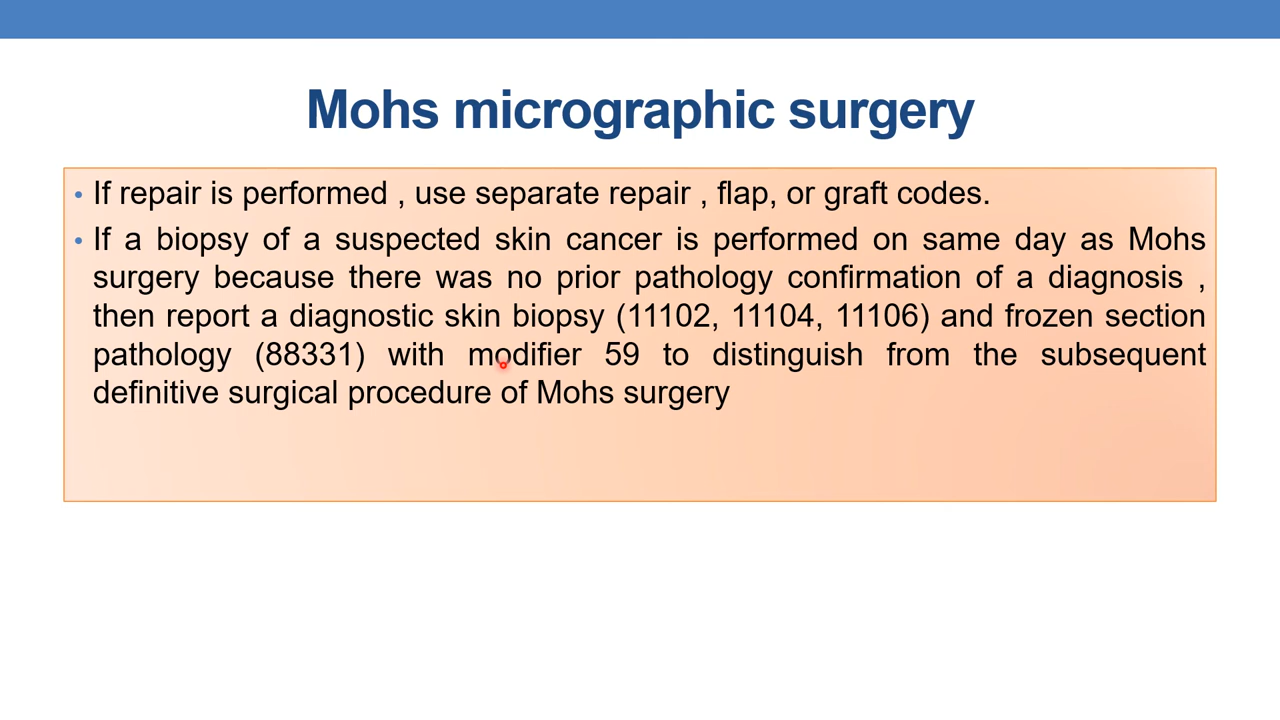 Mohs micrographic surgery
• If repair is performed , use separate repair , flap, or graft codes.
• If a biopsy of a suspected skin cancer is performed on same day as Mohs
surgery because there was no prior pathology confirmation of a diagnosis ,
then report a diagnostic skin biopsy (11102, 11104, 11106) and frozen section
pathology (88331) with modifier 59 to distinguish from the subsequent
definitive surgical procedure of Mohs surgery